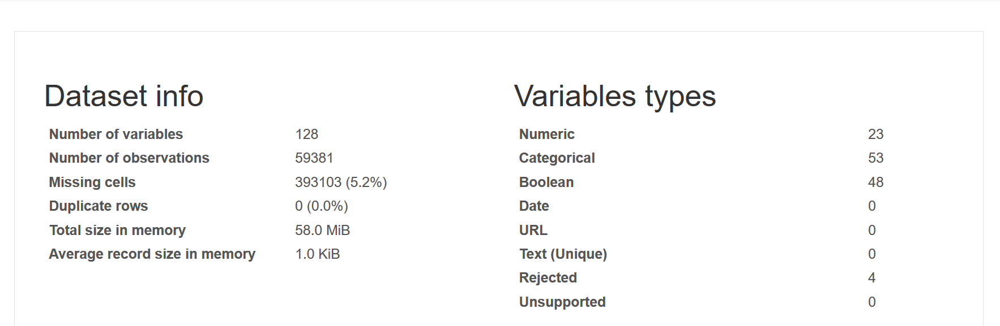 Dataset info
Number of variables 128
Number of observations 59381
Missing cells 393103 (5.2%)
Duplicate rows 0 (0.0%)
Total size in memory 58.0 MiB
Average record size in memory 1.0 KiB
Variables types
Numeric 23
Categorical 53
Boolean 48
Date 0
URL 0
Text (Unique) 0
Rejected 4
Unsupported 0